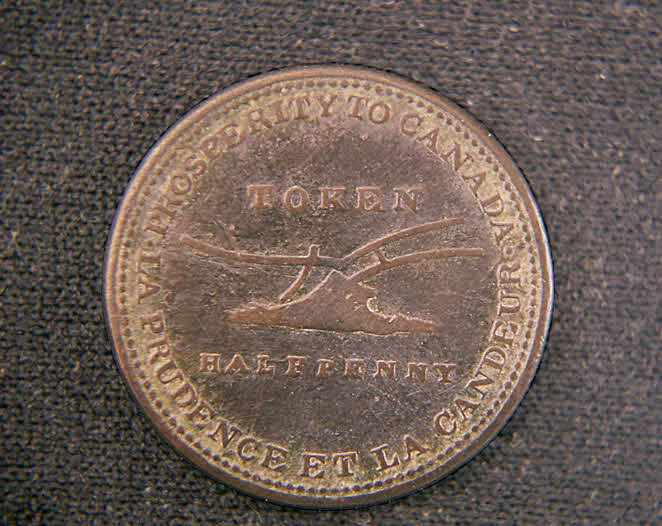 PROSPERITY TO CANADA
TOKEN
HALFPENNY
LA PRUDENCE ET LA CANDEUR